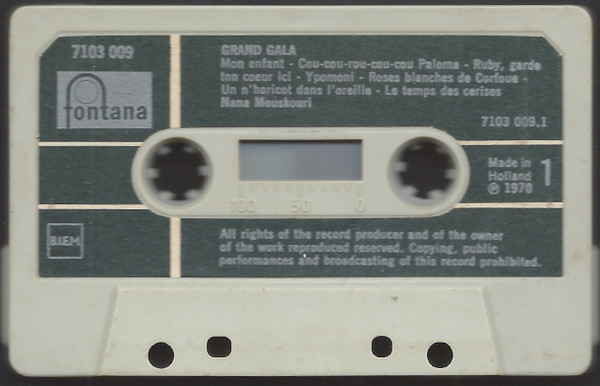 7103 009
fontana
GRAND GALA
Mon enfant - Cou-cou-rou-cou-cou Paloma - Ruby, garde
ton coeur ici - Ypomoni - Roses blanches de Corfoue -
Un n'haricot dans l'oreille - Le temps des cerises
Nana Mouskouri
7103 009.1
Made in
Holland
℗ 1970
1
100 50 0
B.I.E.M.
All rights of the record producer and of the owner
of the work reproduced reserved. Copying, public
performances and broadcasting of this record prohibited.